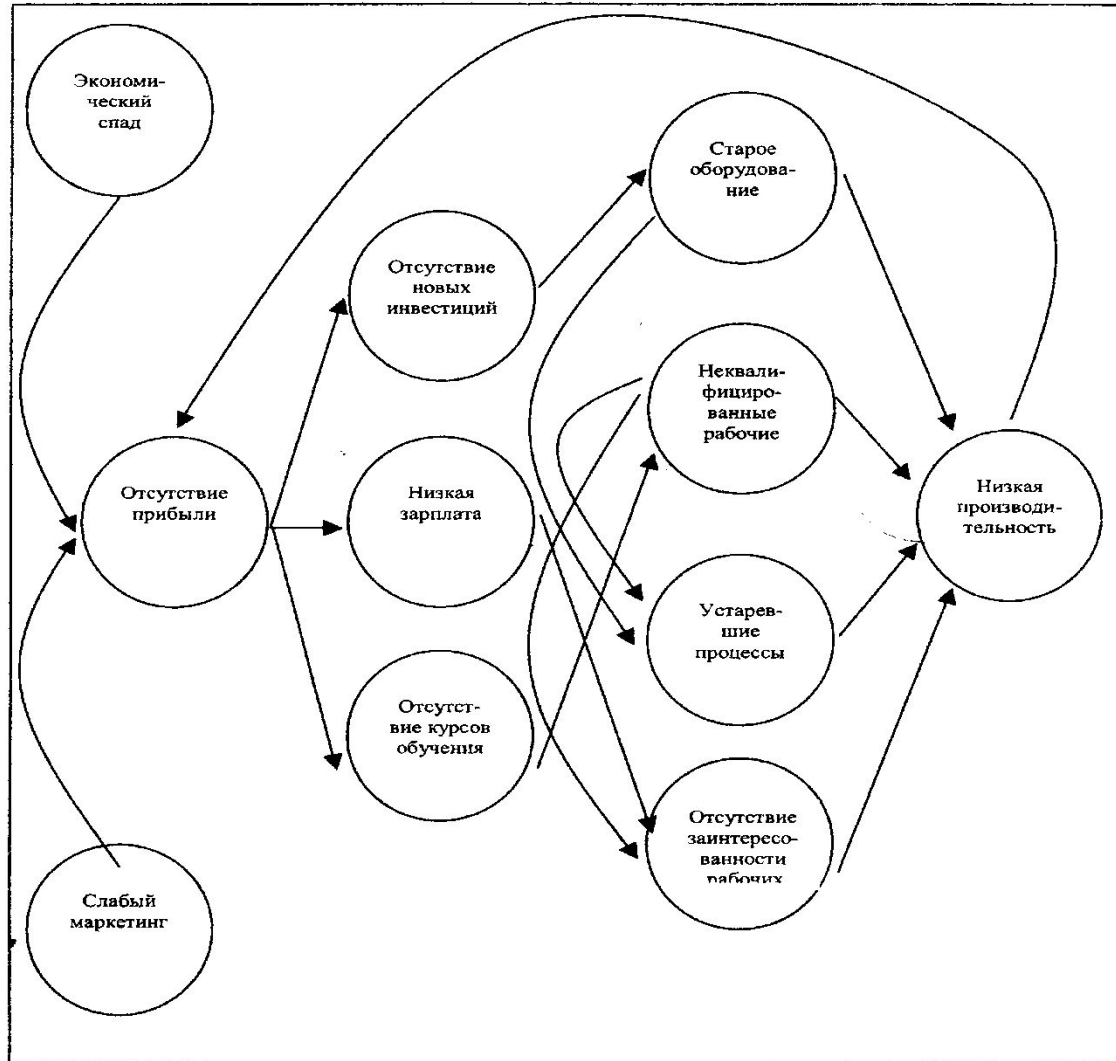 Экономи-
ческий
спад
Старое
оборудова-
ние
Отсутствие
новых
инвестиций
Неквали-
фициро-
ванные
рабочие
Отсутствие
прибыли
Низкая
зарплата
Низкая
производи-
тельность
Устарев-
шие
процессы
Отсутст-
вие курсов
обучения
Отсутствие
заинтересо-
ванности
рабочих
Слабый
маркетинг